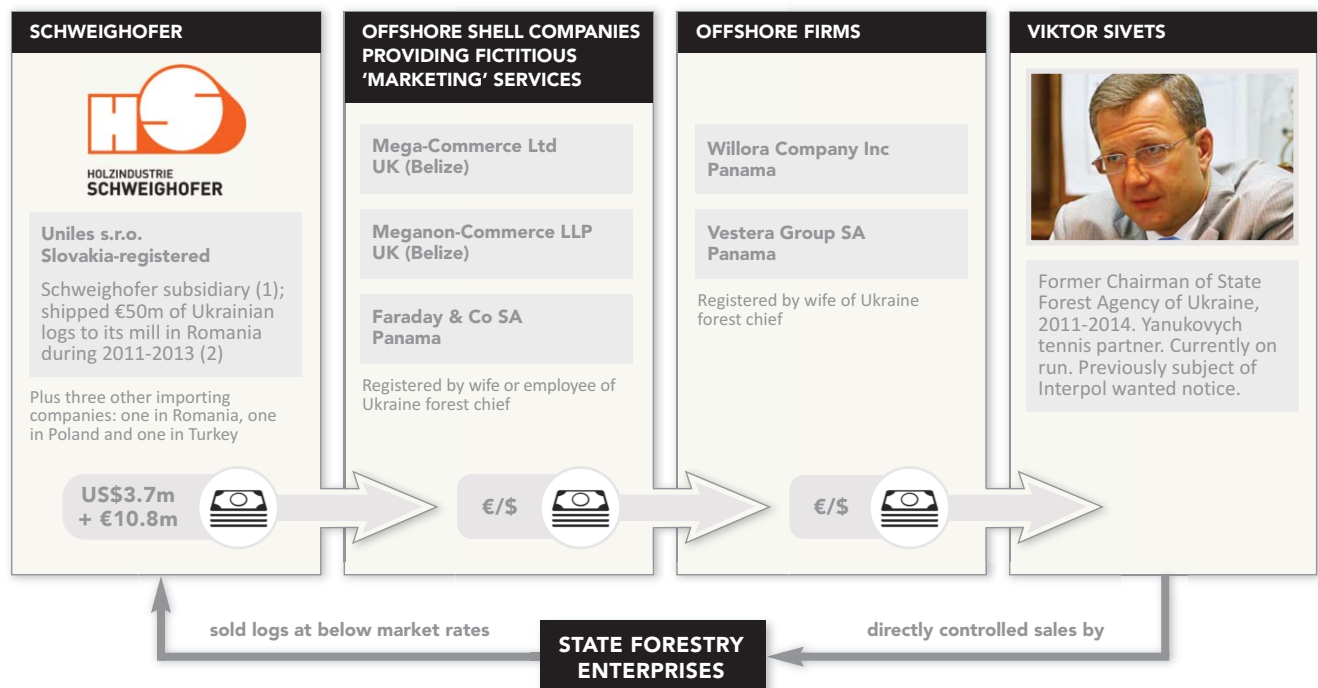 SCHWEIGHOFER
HS
HOLZINDUSTRIE
SCHWEIGHOFER
Uniles s.r.o.
Slovakia-registered
Schweighofer subsidiary (1);
shipped €50m of Ukrainian
logs to its mill in Romania
during 2011-2013 (2)
Plus three other importing
companies: one in Romania, one
in Poland and one in Turkey
US$3.7m
+ €10.8m
OFFSHORE SHELL COMPANIES
PROVIDING FICTITIOUS
‘MARKETING’ SERVICES
Mega-Commerce Ltd
UK (Belize)
Meganon-Commerce LLP
UK (Belize)
Faraday & Co SA
Panama
Registered by wife or employee of
Ukraine forest chief
€/$
OFFSHORE FIRMS
Willora Company Inc
Panama
Vestera Group SA
Panama
Registered by wife of Ukraine
forest chief
€/$
VIKTOR SIVETS
Former Chairman of State
Forest Agency of Ukraine,
2011-2014. Yanukovych
tennis partner. Currently on
run. Previously subject of
Interpol wanted notice.
sold logs at below market rates
STATE FORESTRY
ENTERPRISES
directly controlled sales by